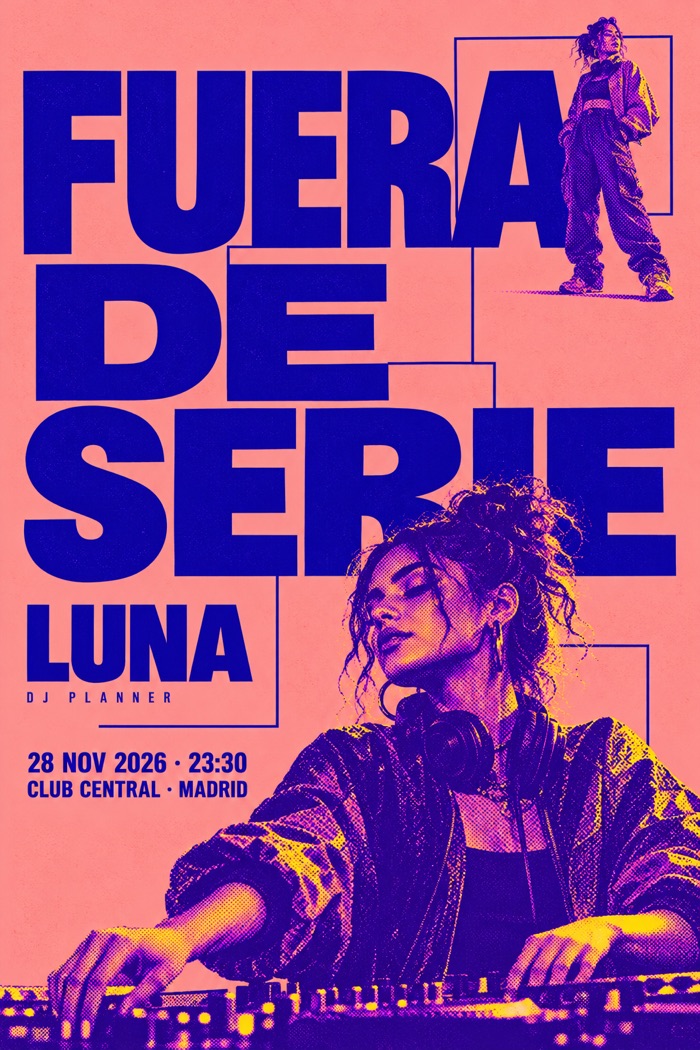 FUERA
DE
SERIE
LUNA
DJ PLANNER
28 NOV 2026 · 23:30
CLUB CENTRAL · MADRID